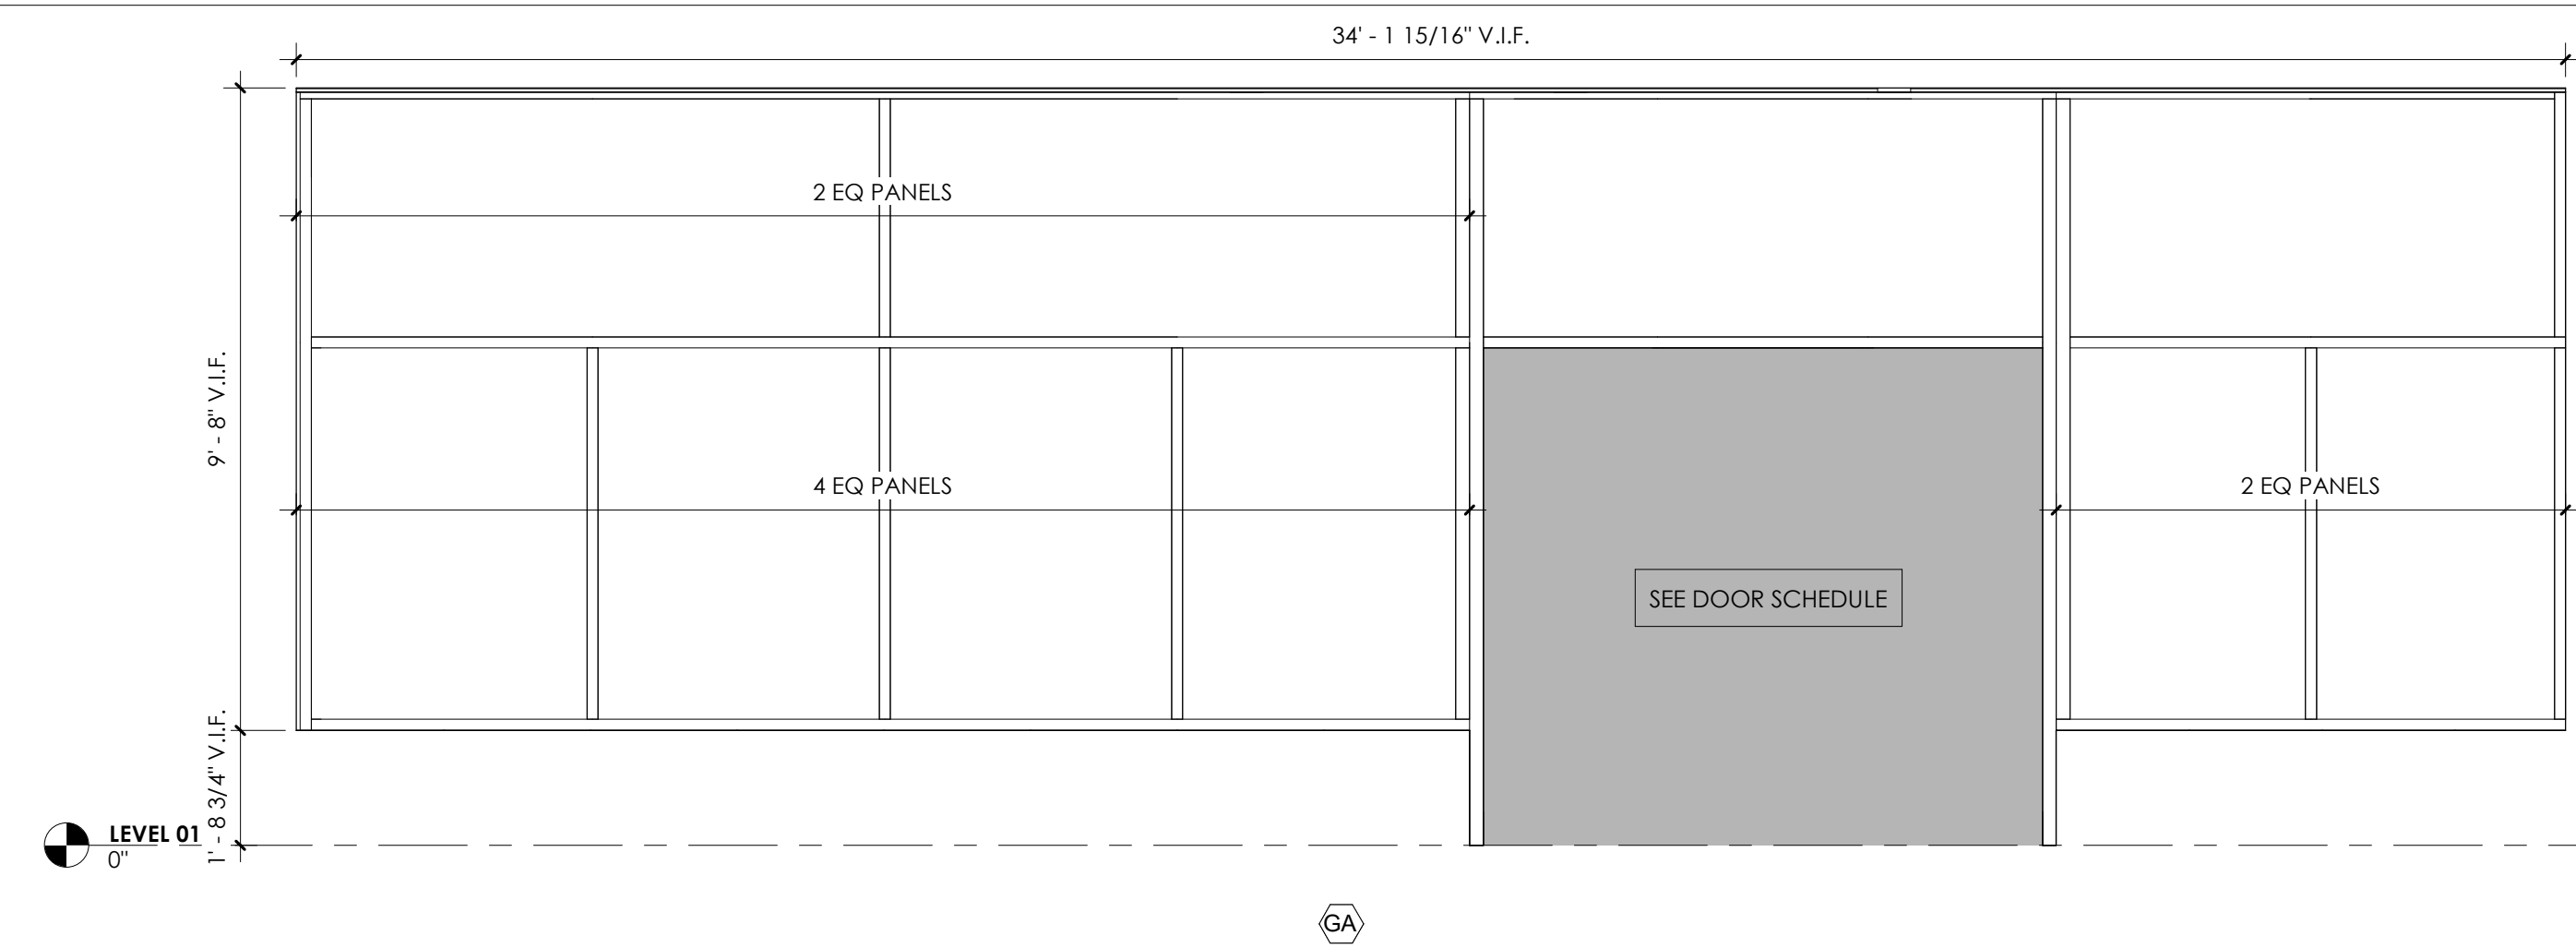 34' - 1 15/16" V.I.F.
2 EQ PANELS
9' - 8" V.I.F.
4 EQ PANELS
2 EQ PANELS
SEE DOOR SCHEDULE
1' - 8 3/4" V.I.F.
LEVEL 01
0"
GA